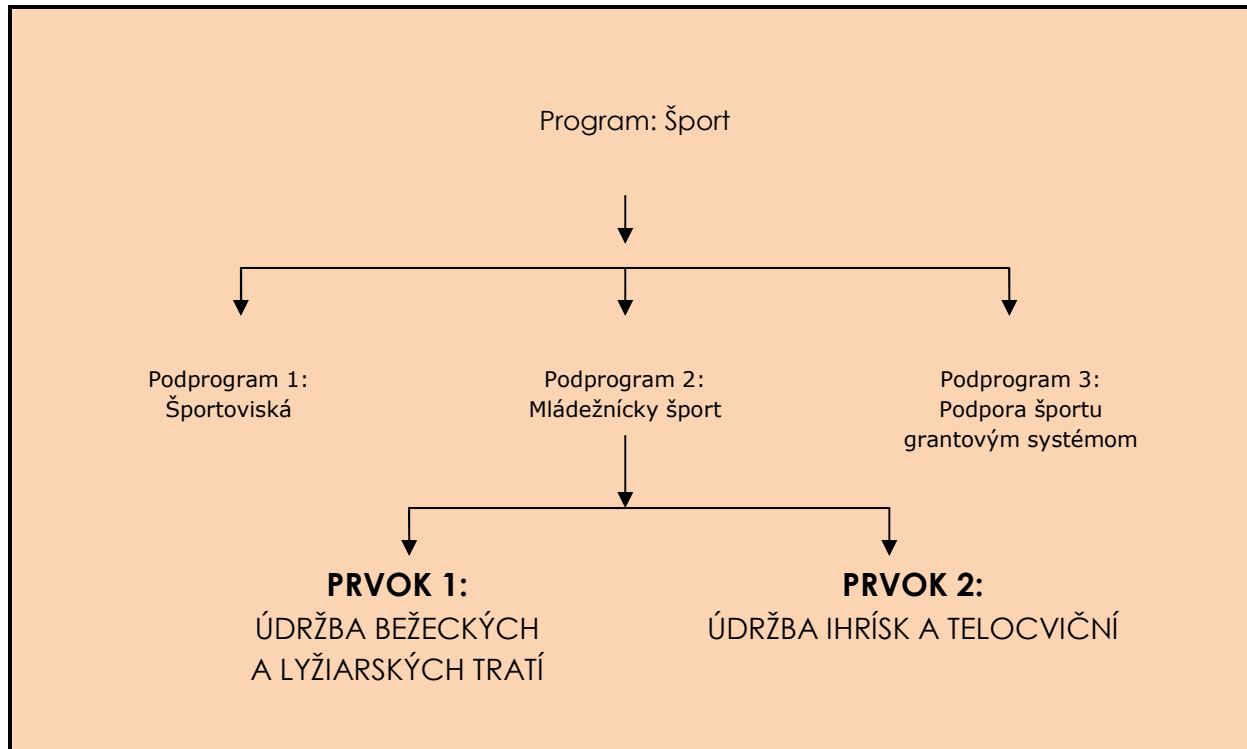 Program: Šport
Podprogram 1:
Športoviská
Podprogram 2:
Mládežnícky šport
Podprogram 3:
Podpora športu
grantovým systémom
PRVOK 1:
ÚDRŽBA BEŽECKÝCH
A LYŽIARSKÝCH TRATÍ
PRVOK 2:
ÚDRŽBA IHRÍSK A TELOCVIČNÍ